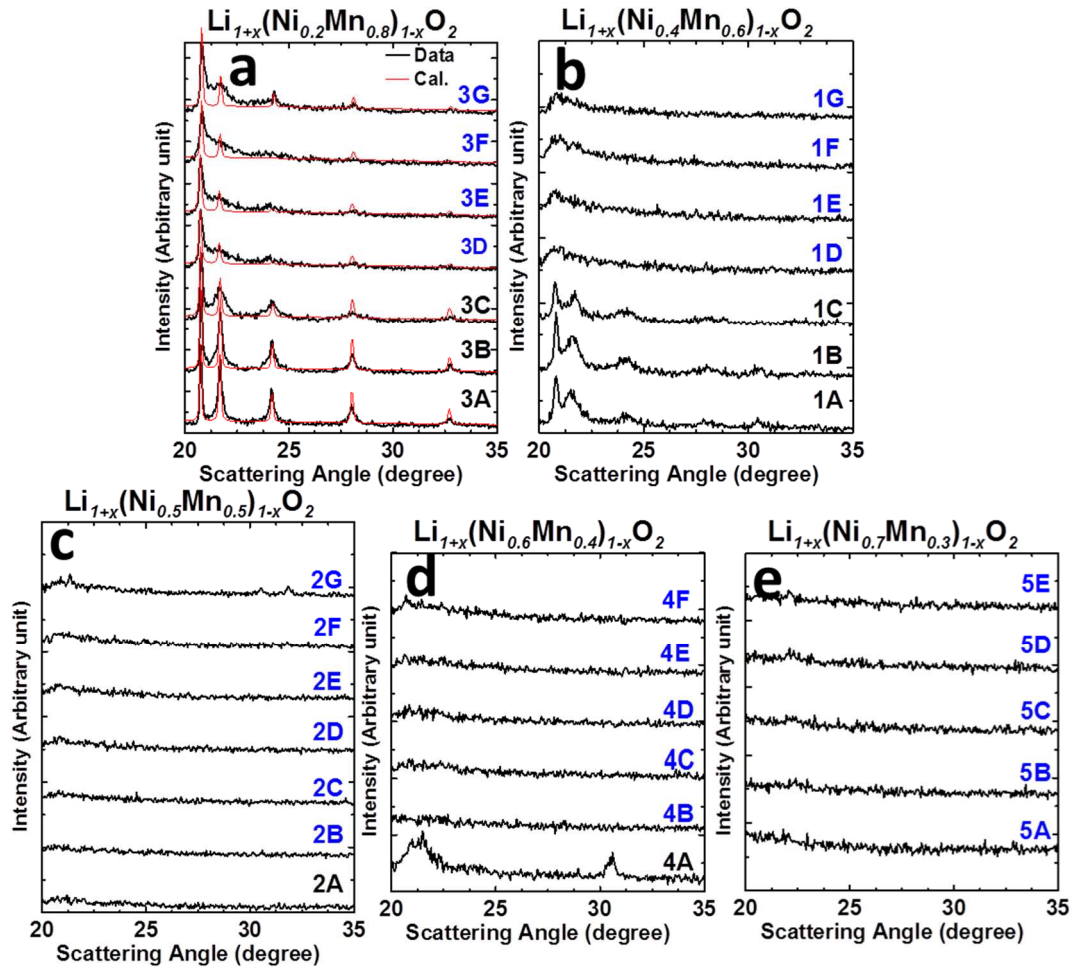 Li1+x(Ni0.2Mn0.8)1-xO2
a
Data
Cal.
3G
3F
3E
3D
3C
3B
3A
Intensity (Arbitrary unit)
20 25 30 35
Scattering Angle (degree)
Li1+x(Ni0.4Mn0.6)1-xO2
b
1G
1F
1E
1D
1C
1B
1A
Intensity (Arbitrary unit)
20 25 30 35
Scattering Angle (degree)
Li1+x(Ni0.5Mn0.5)1-xO2
c
2G
2F
2E
2D
2C
2B
2A
Intensity (Arbitrary unit)
20 25 30 35
Scattering Angle (degree)
Li1+x(Ni0.6Mn0.4)1-xO2
d
4F
4E
4D
4C
4B
4A
Intensity (Arbitrary unit)
20 25 30 35
Scattering Angle (degree)
Li1+x(Ni0.7Mn0.3)1-xO2
e
5E
5D
5C
5B
5A
Intensity (Arbitrary unit)
20 25 30 35
Scattering Angle (degree)